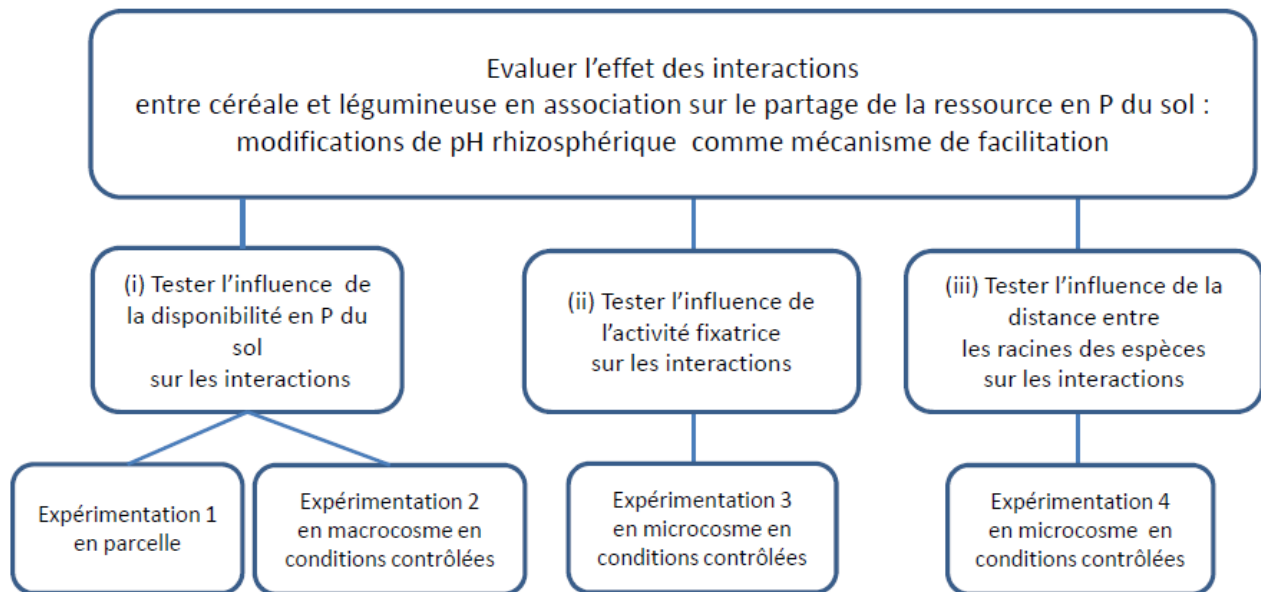 Evaluer l'effet des interactions
entre céréale et légumineuse en association sur le partage de la ressource en P du sol :
modifications de pH rhizosphérique comme mécanisme de facilitation
(i) Tester l'influence de
la disponibilité en P du
sol
sur les interactions
(ii) Tester l'influence de
l'activité fixatrice
sur les interactions
(iii) Tester l'influence de la
distance entre
les racines des espèces
sur les interactions
Expérimentation 1
en parcelle
Expérimentation 2
en macrocosme en
conditions contrôlées
Expérimentation 3
en microcosme en
conditions contrôlées
Expérimentation 4
en microcosme en
conditions contrôlées